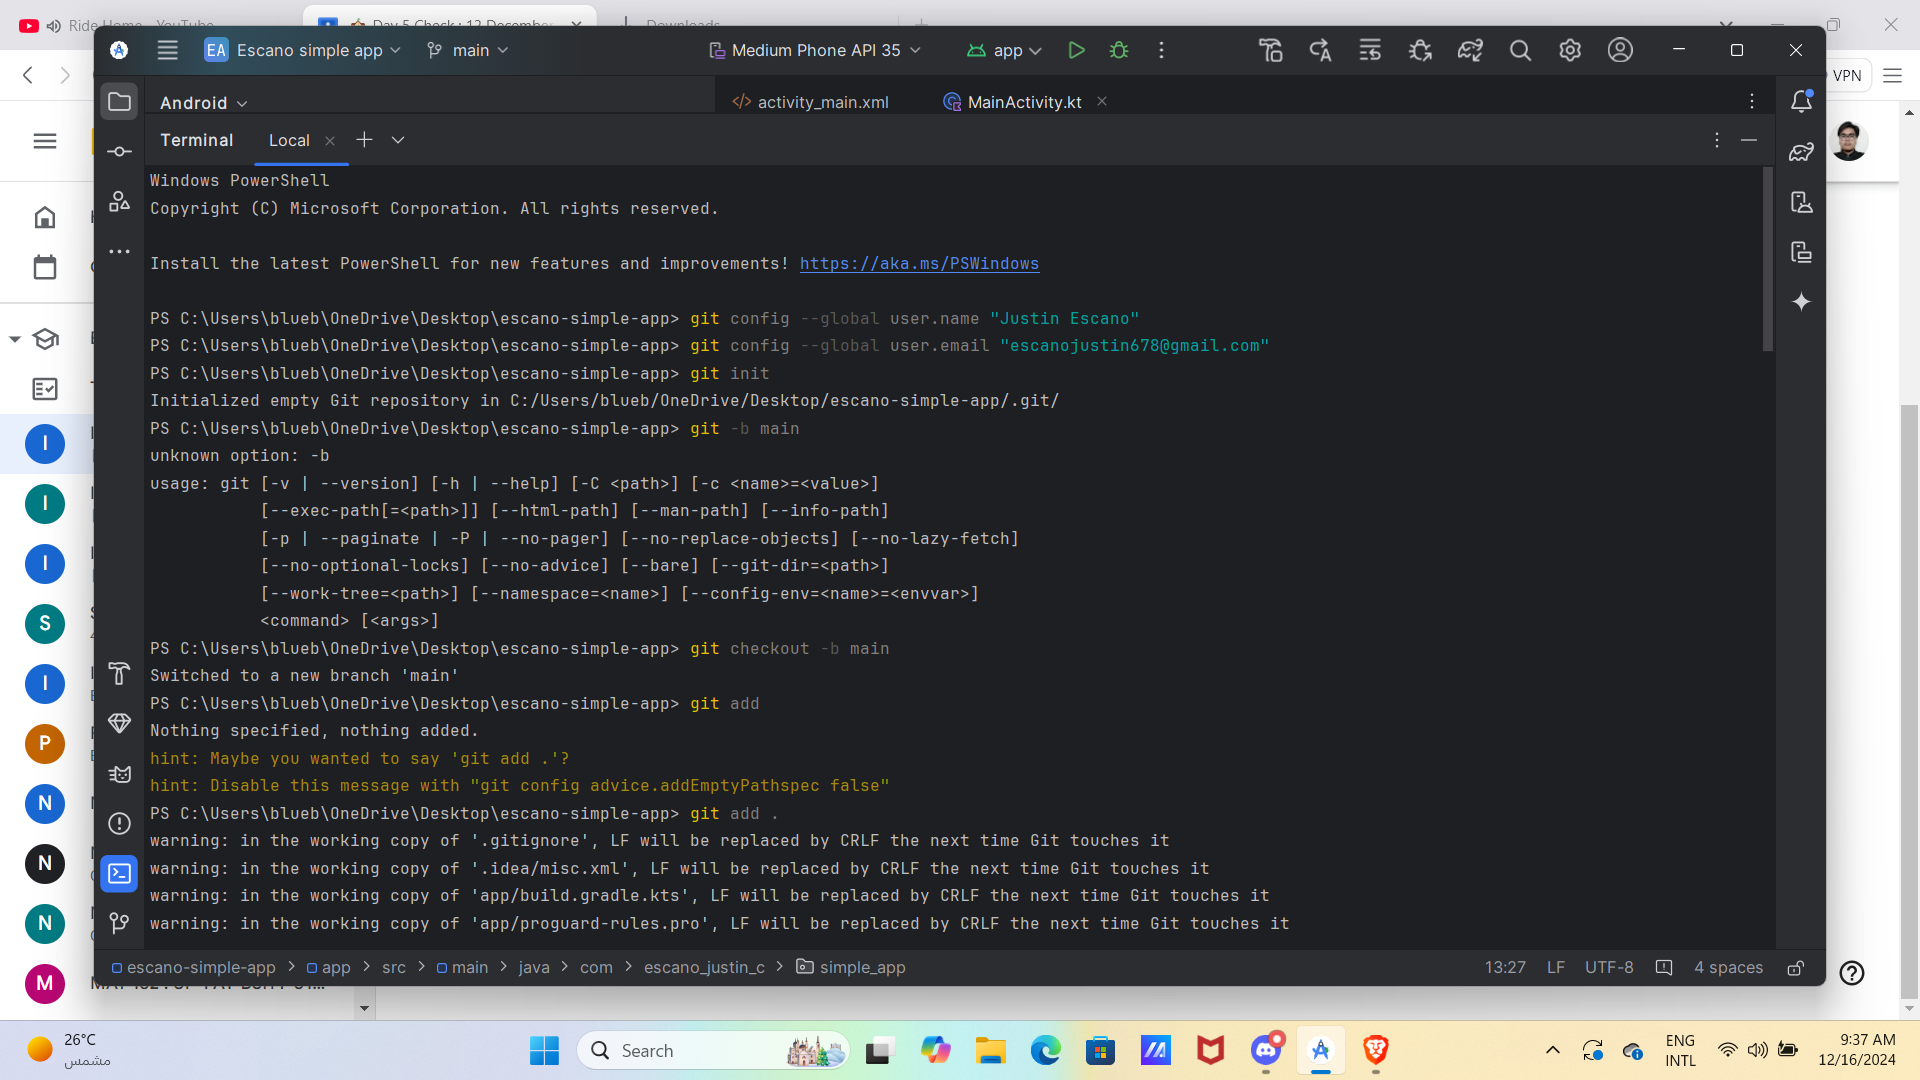 Ride Home - YouTube
Day 5 Check : 12 December
Downloads
EA Escano simple app
main
Medium Phone API 35
app
VPN
Android
activity_main.xml
MainActivity.kt
Terminal
Local
Windows PowerShell
Copyright (C) Microsoft Corporation. All rights reserved.
Install the latest PowerShell for new features and improvements! https://aka.ms/PSWindows
PS C:\Users\blueb\OneDrive\Desktop\escano-simple-app> git config --global user.name "Justin Escano"
PS C:\Users\blueb\OneDrive\Desktop\escano-simple-app> git config --global user.email "escanojustin678@gmail.com"
PS C:\Users\blueb\OneDrive\Desktop\escano-simple-app> git init
Initialized empty Git repository in C:/Users/blueb/OneDrive/Desktop/escano-simple-app/.git/
PS C:\Users\blueb\OneDrive\Desktop\escano-simple-app> git -b main
unknown option: -b
usage: git [-v | --version] [-h | --help] [-C <path>] [-c <name>=<value>]
[--exec-path[=<path>]] [--html-path] [--man-path] [--info-path]
[-p | --paginate | -P | --no-pager] [--no-replace-objects] [--no-lazy-fetch]
[--no-optional-locks] [--no-advice] [--bare] [--git-dir=<path>]
[--work-tree=<path>] [--namespace=<name>] [--config-env=<name>=<envvar>]
<command> [<args>]
PS C:\Users\blueb\OneDrive\Desktop\escano-simple-app> git checkout -b main
Switched to a new branch 'main'
PS C:\Users\blueb\OneDrive\Desktop\escano-simple-app> git add
Nothing specified, nothing added.
hint: Maybe you wanted to say 'git add .'?
hint: Disable this message with "git config advice.addEmptyPathspec false"
PS C:\Users\blueb\OneDrive\Desktop\escano-simple-app> git add .
warning: in the working copy of '.gitignore', LF will be replaced by CRLF the next time Git touches it
warning: in the working copy of '.idea/misc.xml', LF will be replaced by CRLF the next time Git touches it
warning: in the working copy of 'app/build.gradle.kts', LF will be replaced by CRLF the next time Git touches it
warning: in the working copy of 'app/proguard-rules.pro', LF will be replaced by CRLF the next time Git touches it
I
I
I
S
I
P
N
N
N
M
escano-simple-app > app > src > main > java > com > escano_justin_c > simple_app
13:27 LF UTF-8 4 spaces
26°C
مشمس
Search
ENG
INTL
9:37 AM
12/16/2024